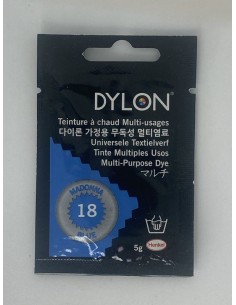 DYLON
Teinture à chaud Multi-usages
다이론 가정용 무독성 멀티염료
Universele Textielverf
Tinte Multiples Usos
Multi-Purpose Dye
マルチ
MADONNA
18
BLUE
5g
Henkel